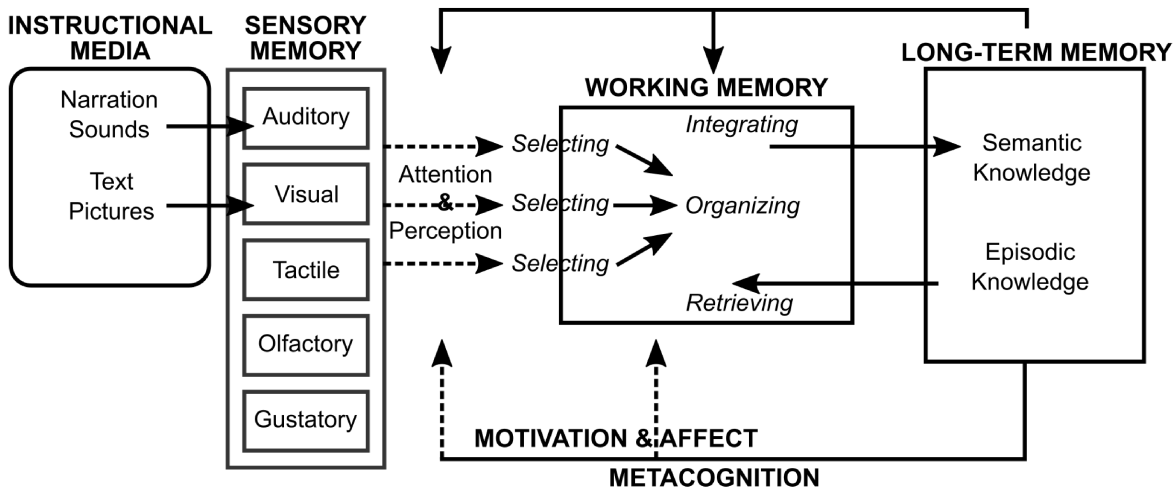 INSTRUCTIONAL
MEDIA
Narration
Sounds
Text
Pictures
SENSORY
MEMORY
Auditory
Visual
Tactile
Olfactory
Gustatory
Attention
&
Perception
Selecting
Selecting
Selecting
WORKING MEMORY
Integrating
Organizing
Retrieving
LONG-TERM MEMORY
Semantic
Knowledge
Episodic
Knowledge
MOTIVATION & AFFECT
METACOGNITION